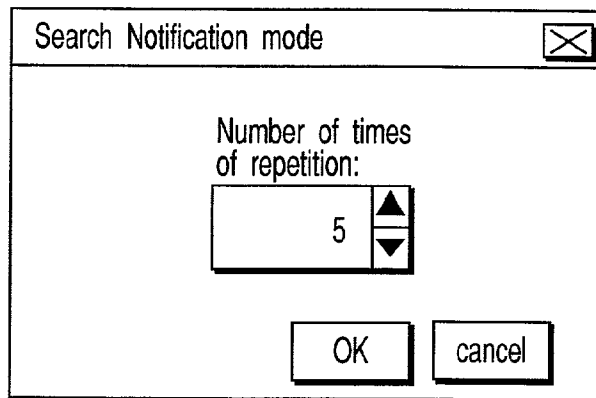 Search Notification mode
Number of times
of repetition:
5
OK
cancel